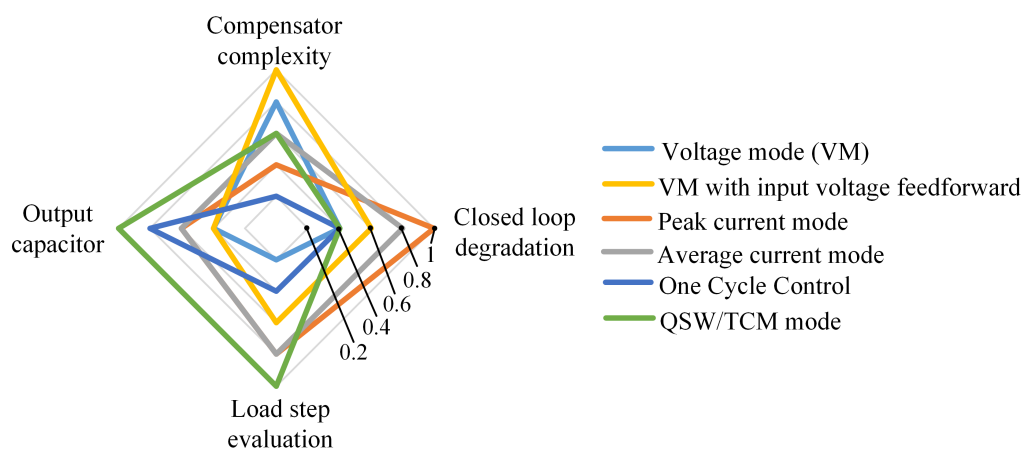 Compensator
complexity
Output
capacitor
Closed loop
degradation
1
0.8
0.6
0.4
0.2
Load step
evaluation
Voltage mode (VM)
VM with input voltage feedforward
Peak current mode
Average current mode
One Cycle Control
QSW/TCM mode